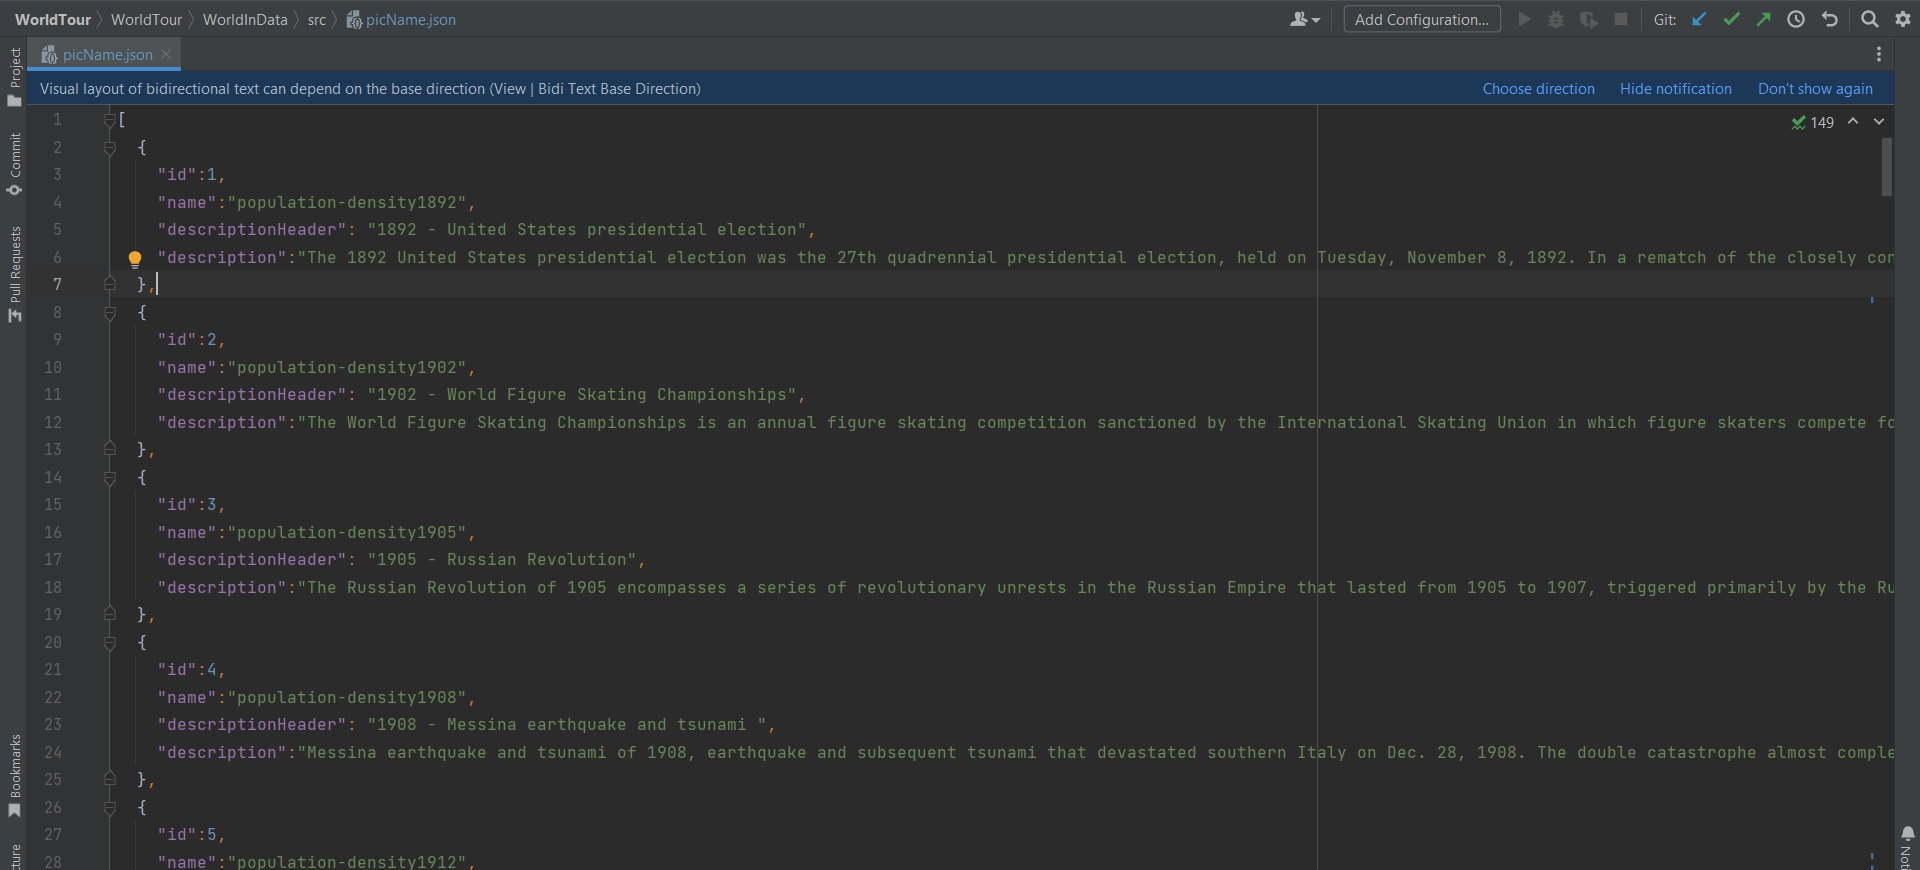 WorldTour WorldTour WorldInData src picName.json Add Configuration... Git:
picName.json
Visual layout of bidirectional text can depend on the base direction (View | Bidi Text Base Direction) Choose direction Hide notification Don't show again
Project
Commit
Pull Requests
Bookmarks
149
1 [
2 {
3 "id":1,
4 "name":"population-density1892",
5 "descriptionHeader": "1892 - United States presidential election",
6 "description":"The 1892 United States presidential election was the 27th quadrennial presidential election, held on Tuesday, November 8, 1892. In a rematch of the closely con
7 },
8 {
9 "id":2,
10 "name":"population-density1902",
11 "descriptionHeader": "1902 - World Figure Skating Championships",
12 "description":"The World Figure Skating Championships is an annual figure skating competition sanctioned by the International Skating Union in which figure skaters compete fo
13 },
14 {
15 "id":3,
16 "name":"population-density1905",
17 "descriptionHeader": "1905 - Russian Revolution",
18 "description":"The Russian Revolution of 1905 encompasses a series of revolutionary unrests in the Russian Empire that lasted from 1905 to 1907, triggered primarily by the Ru
19 },
20 {
21 "id":4,
22 "name":"population-density1908",
23 "descriptionHeader": "1908 - Messina earthquake and tsunami ",
24 "description":"Messina earthquake and tsunami of 1908, earthquake and subsequent tsunami that devastated southern Italy on Dec. 28, 1908. The double catastrophe almost comple
25 },
26 {
27 "id":5,
28 "name":"population-density1912",
cture
Noti